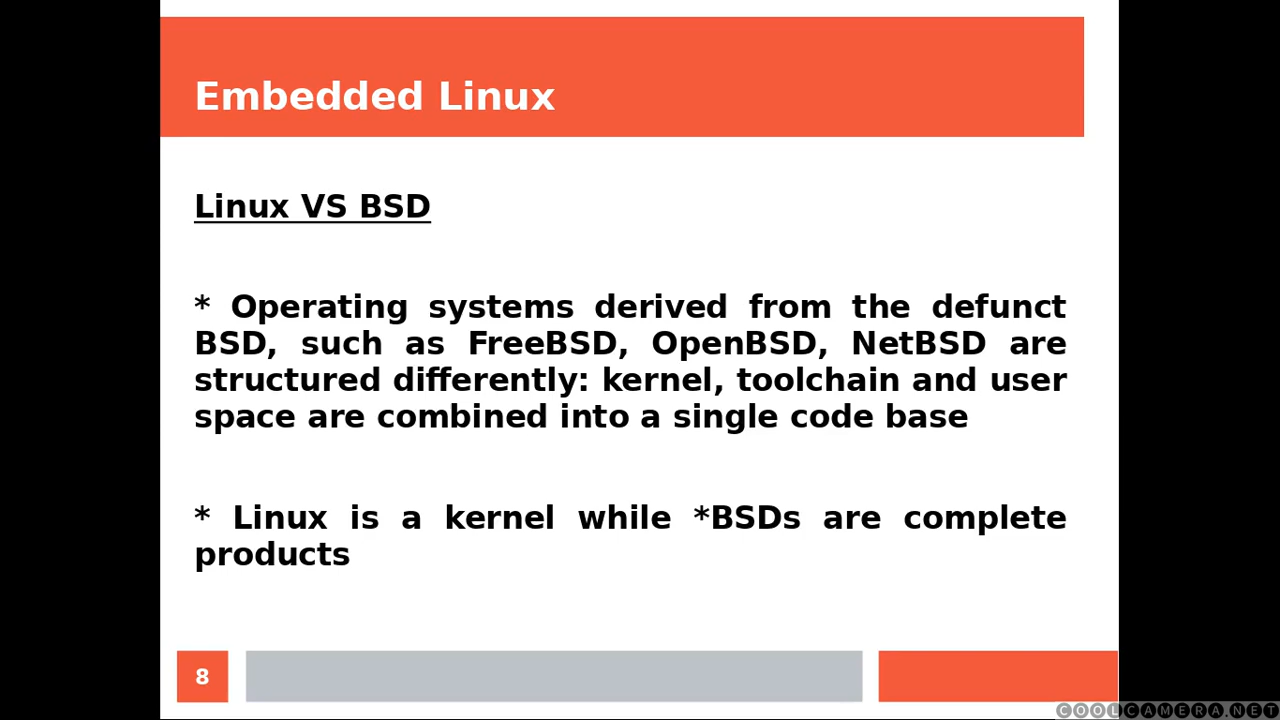 Embedded Linux
Linux VS BSD
* Operating systems derived from the defunct
BSD, such as FreeBSD, OpenBSD, NetBSD are
structured differently: kernel, toolchain and user
space are combined into a single code base
* Linux is a kernel while *BSDs are complete
products
8
COOLCAMERA.NET